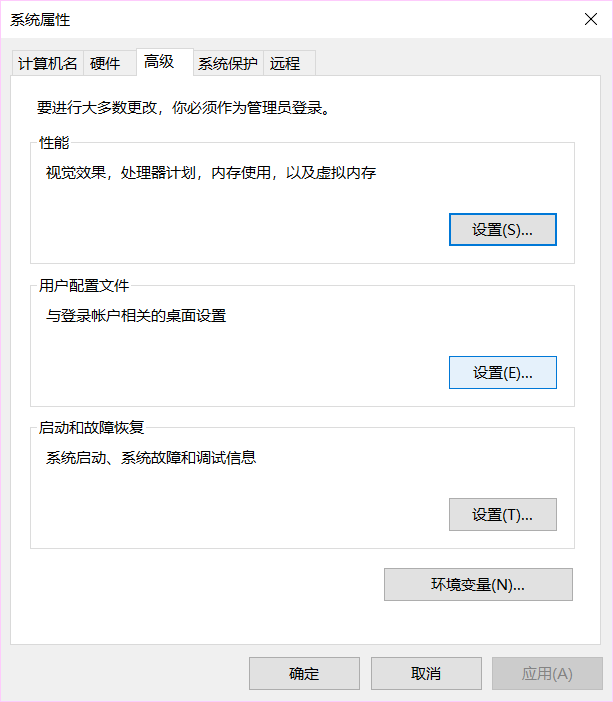 系统属性
计算机名 硬件 高级 系统保护 远程
要进行大多数更改，你必须作为管理员登录。
性能
视觉效果，处理器计划，内存使用，以及虚拟内存
设置(S)...
用户配置文件
与登录帐户相关的桌面设置
设置(E)...
启动和故障恢复
系统启动、系统故障和调试信息
设置(T)...
环境变量(N)...
确定 取消 应用(A)